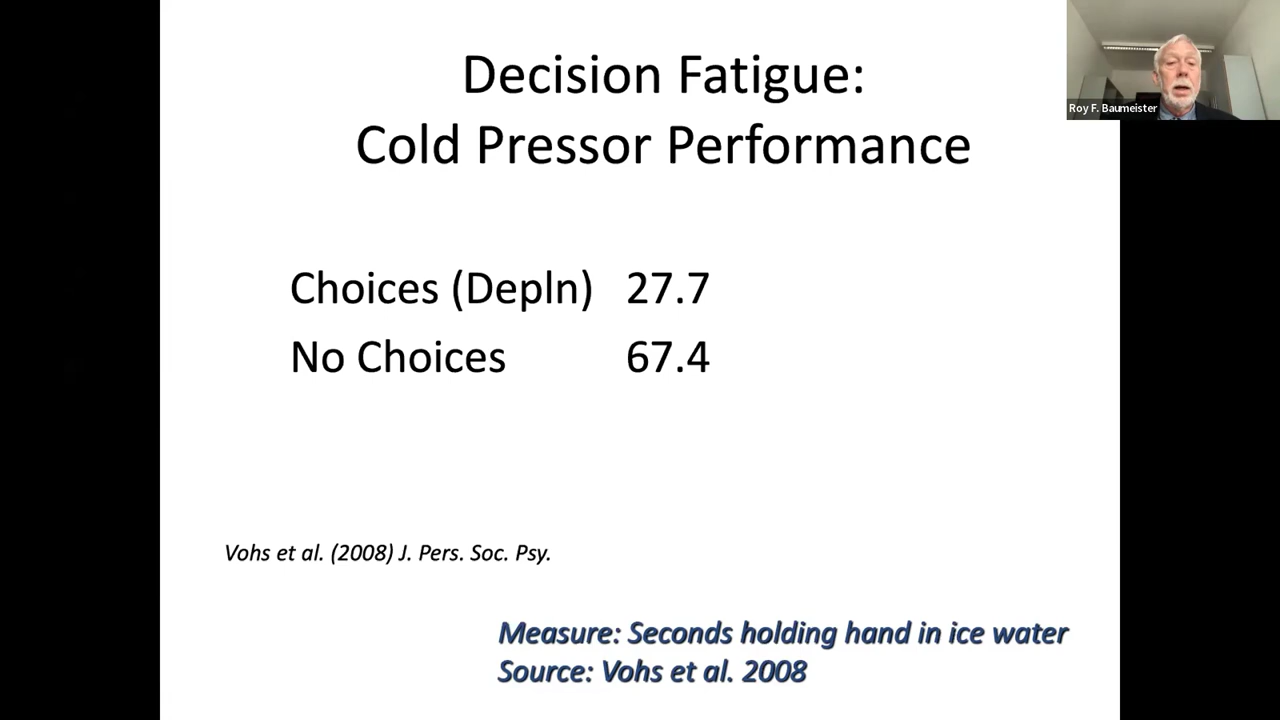 Decision Fatigue:
Cold Pressor Performance
Roy F. Baumeister
Choices (Depln) 27.7
No Choices 67.4
Vohs et al. (2008) J. Pers. Soc. Psy.
Measure: Seconds holding hand in ice water
Source: Vohs et al. 2008